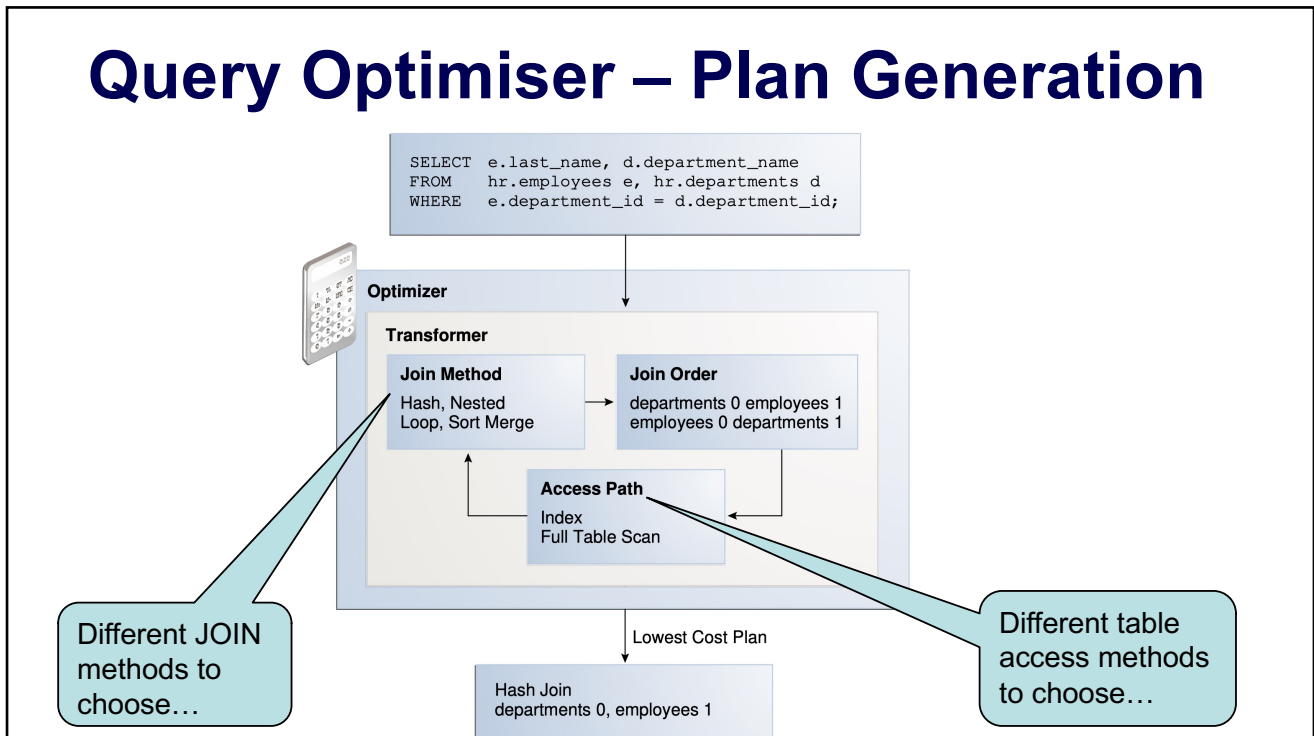 Query Optimiser – Plan Generation
SELECT e.last_name, d.department_name
FROM hr.employees e, hr.departments d
WHERE e.department_id = d.department_id;
Optimizer
Transformer
Join Method
Hash, Nested
Loop, Sort Merge
Join Order
departments 0 employees 1
employees 0 departments 1
Access Path
Index
Full Table Scan
Different JOIN
methods to
choose…
Different table
access methods
to choose…
Lowest Cost Plan
Hash Join
departments 0, employees 1